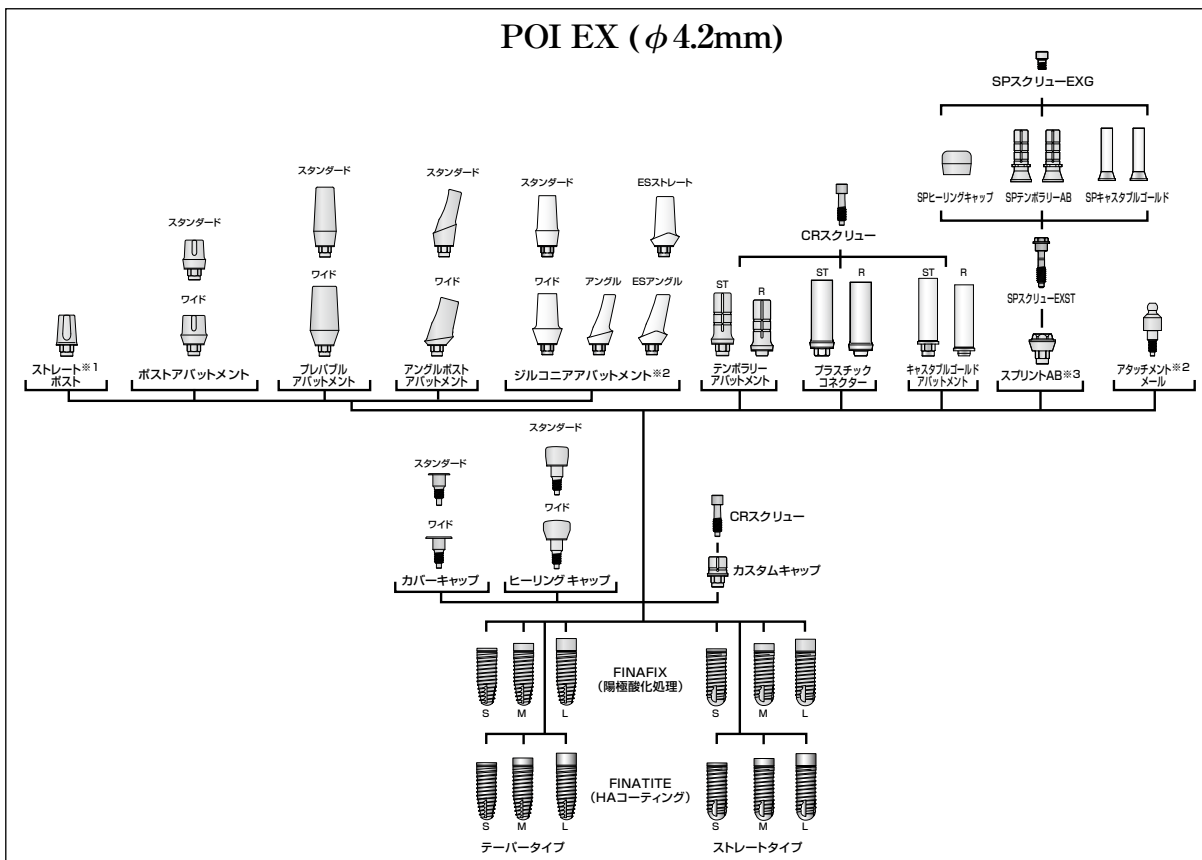 POI EX (φ4.2mm)
SPスクリューEXG
SPヒーリングキャップ
SPテンポラリーAB
SPキャスタブルゴールド
CRスクリュー
SPスクリューEXST
スタンダード
ワイド
スタンダード
ワイド
スタンダード
ワイド
スタンダード
ESストレート
ワイド
アングル
ESアングル
ST
R
ST
R
ST
R
ストレート※1
ポスト
ポストアバットメント
プレパブル
アバットメント
アングルポスト
アバットメント
ジルコニアアバットメント※2
テンポラリー
アバットメント
プラスチック
コネクター
キャスタブルゴールド
アバットメント
スプリントAB※3
アタッチメント※2
メール
スタンダード
ワイド
カバーキャップ
スタンダード
ワイド
ヒーリング キャップ
CRスクリュー
カスタムキャップ
S
M
L
FINAFIX
(陽極酸化処理)
S
M
L
S
M
L
FINATITE
(HAコーティング)
S
M
L
テーパータイプ
ストレートタイプ